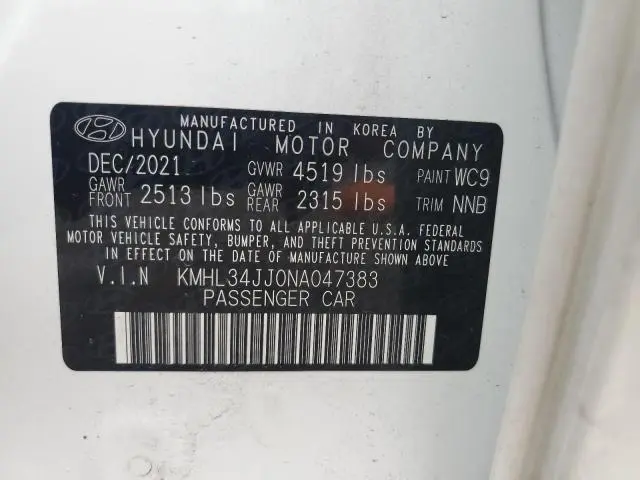 MANUFACTURED IN KOREA BY
HYUNDAI MOTOR COMPANY
DEC/2021 GVWR 4519 lbs PAINT WC9
GAWR FRONT 2513 lbs GAWR REAR 2315 lbs TRIM NNB
THIS VEHICLE CONFORMS TO ALL APPLICABLE U.S.A. FEDERAL
MOTOR VEHICLE SAFETY, BUMPER, AND THEFT PREVENTION STANDARDS
IN EFFECT ON THE DATE OF MANUFACTURE SHOWN ABOVE.
V.I.N KMHL34JJ0NA047383
PASSENGER CAR